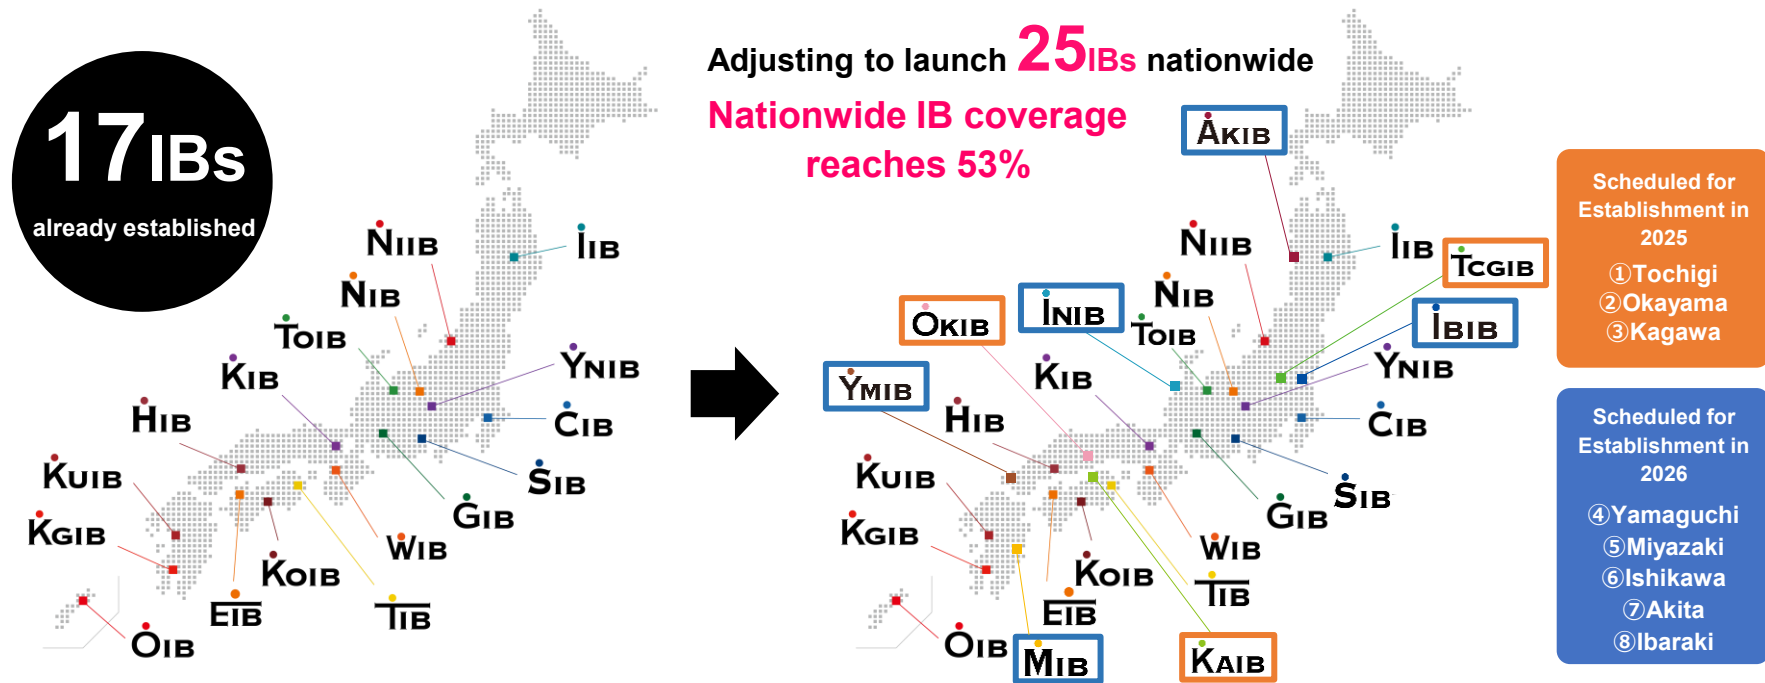 17IBs
already established
NIIB
IIB
NIB
TOIB
YNIB
KIB
HIB
CIB
KUIB
SIB
GIB
KGIB
WIB
KOIB
EIB
TIB
OIB
Adjusting to launch 25IBs nationwide
Nationwide IB coverage
reaches 53%
AKIB
NIIB
IIB
TCGIB
NIB
INIB
OKIB
IBIB
TOIB
YNIB
KIB
YMIB
HIB
CIB
KUIB
SIB
GIB
KGIB
WIB
KOIB
TIB
EIB
OIB
MIB
KAIB
Scheduled for
Establishment in
2025
①Tochigi
②Okayama
③Kagawa
Scheduled for
Establishment in
2026
④Yamaguchi
⑤Miyazaki
⑥Ishikawa
⑦Akita
⑧Ibaraki